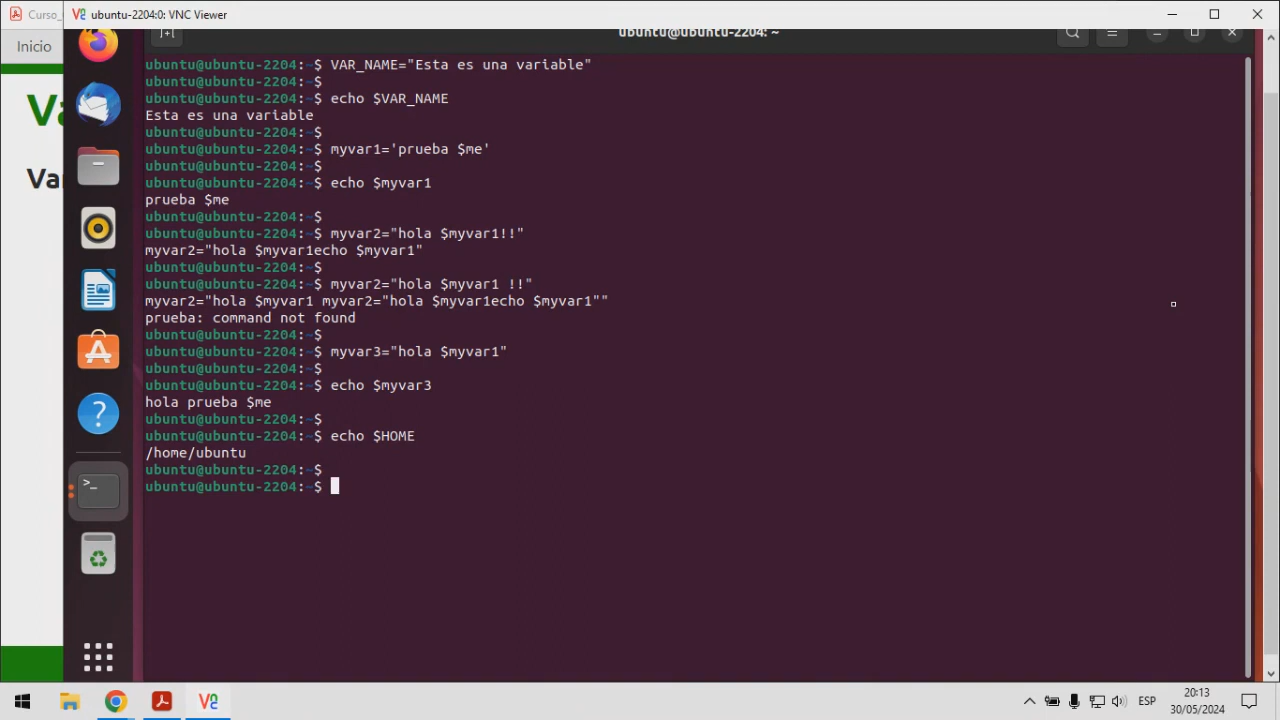 Curso_
ubuntu-2204:0: VNC Viewer
Inicio
ubuntu@ubuntu-2204: ~
Va
Var
ubuntu@ubuntu-2204:~$ VAR_NAME="Esta es una variable"
ubuntu@ubuntu-2204:~$
ubuntu@ubuntu-2204:~$ echo $VAR_NAME
Esta es una variable
ubuntu@ubuntu-2204:~$
ubuntu@ubuntu-2204:~$ myvar1='prueba $me'
ubuntu@ubuntu-2204:~$
ubuntu@ubuntu-2204:~$ echo $myvar1
prueba $me
ubuntu@ubuntu-2204:~$
ubuntu@ubuntu-2204:~$ myvar2="hola $myvar1!!"
myvar2="hola $myvar1echo $myvar1"
ubuntu@ubuntu-2204:~$
ubuntu@ubuntu-2204:~$ myvar2="hola $myvar1 !!"
myvar2="hola $myvar1 myvar2="hola $myvar1echo $myvar1""
prueba: command not found
ubuntu@ubuntu-2204:~$
ubuntu@ubuntu-2204:~$ myvar3="hola $myvar1"
ubuntu@ubuntu-2204:~$
ubuntu@ubuntu-2204:~$ echo $myvar3
hola prueba $me
ubuntu@ubuntu-2204:~$
ubuntu@ubuntu-2204:~$ echo $HOME
/home/ubuntu
ubuntu@ubuntu-2204:~$
ubuntu@ubuntu-2204:~$
ESP
20:13
30/05/2024